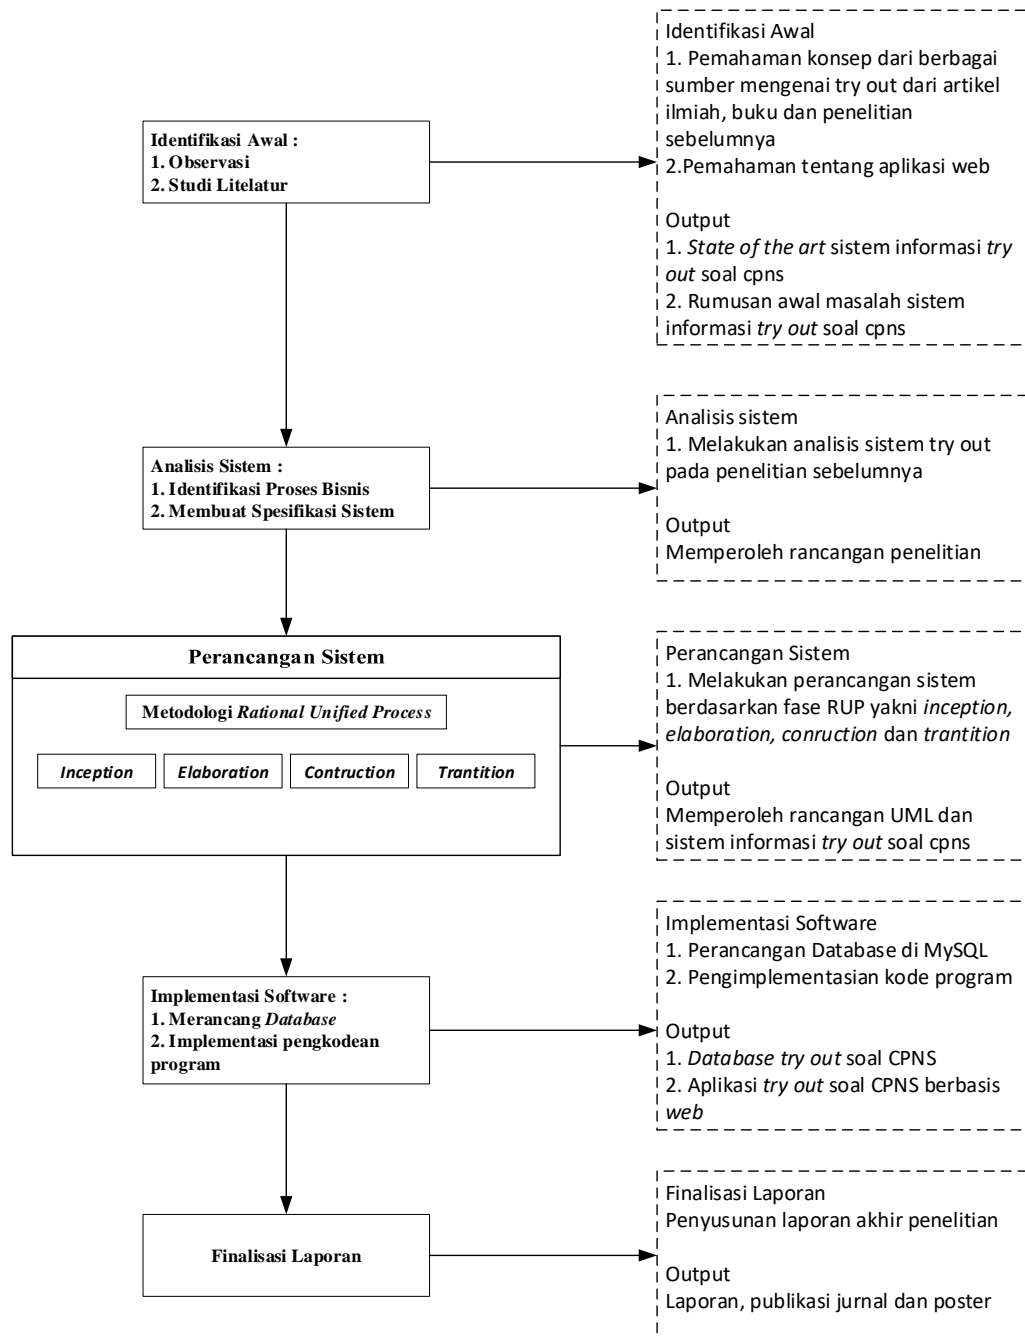 Identifikasi Awal :
1. Observasi
2. Studi Litelatur
Identifikasi Awal
1. Pemahaman konsep dari berbagai
sumber mengenai try out dari artikel
ilmiah, buku dan penelitian
sebelumnya
2.Pemahaman tentang aplikasi web
Output
1. State of the art sistem informasi try
out soal cpns
2. Rumusan awal masalah sistem
informasi try out soal cpns
Analisis Sistem :
1. Identifikasi Proses Bisnis
2. Membuat Spesifikasi Sistem
Analisis sistem
1. Melakukan analisis sistem try out
pada penelitian sebelumnya
Output
Memperoleh rancangan penelitian
Perancangan Sistem
Metodologi Rational Unified Process
Inception
Elaboration
Contruction
Trantition
Perancangan Sistem
1. Melakukan perancangan sistem
berdasarkan fase RUP yakni inception,
elaboration, conruction dan trantition
Output
Memperoleh rancangan UML dan
sistem informasi try out soal cpns
Implementasi Software :
1. Merancang Database
2. Implementasi pengkodean
program
Implementasi Software
1. Perancangan Database di MySQL
2. Pengimplementasian kode program
Output
1. Database try out soal CPNS
2. Aplikasi try out soal CPNS berbasis
web
Finalisasi Laporan
Finalisasi Laporan
Penyusunan laporan akhir penelitian
Output
Laporan, publikasi jurnal dan poster